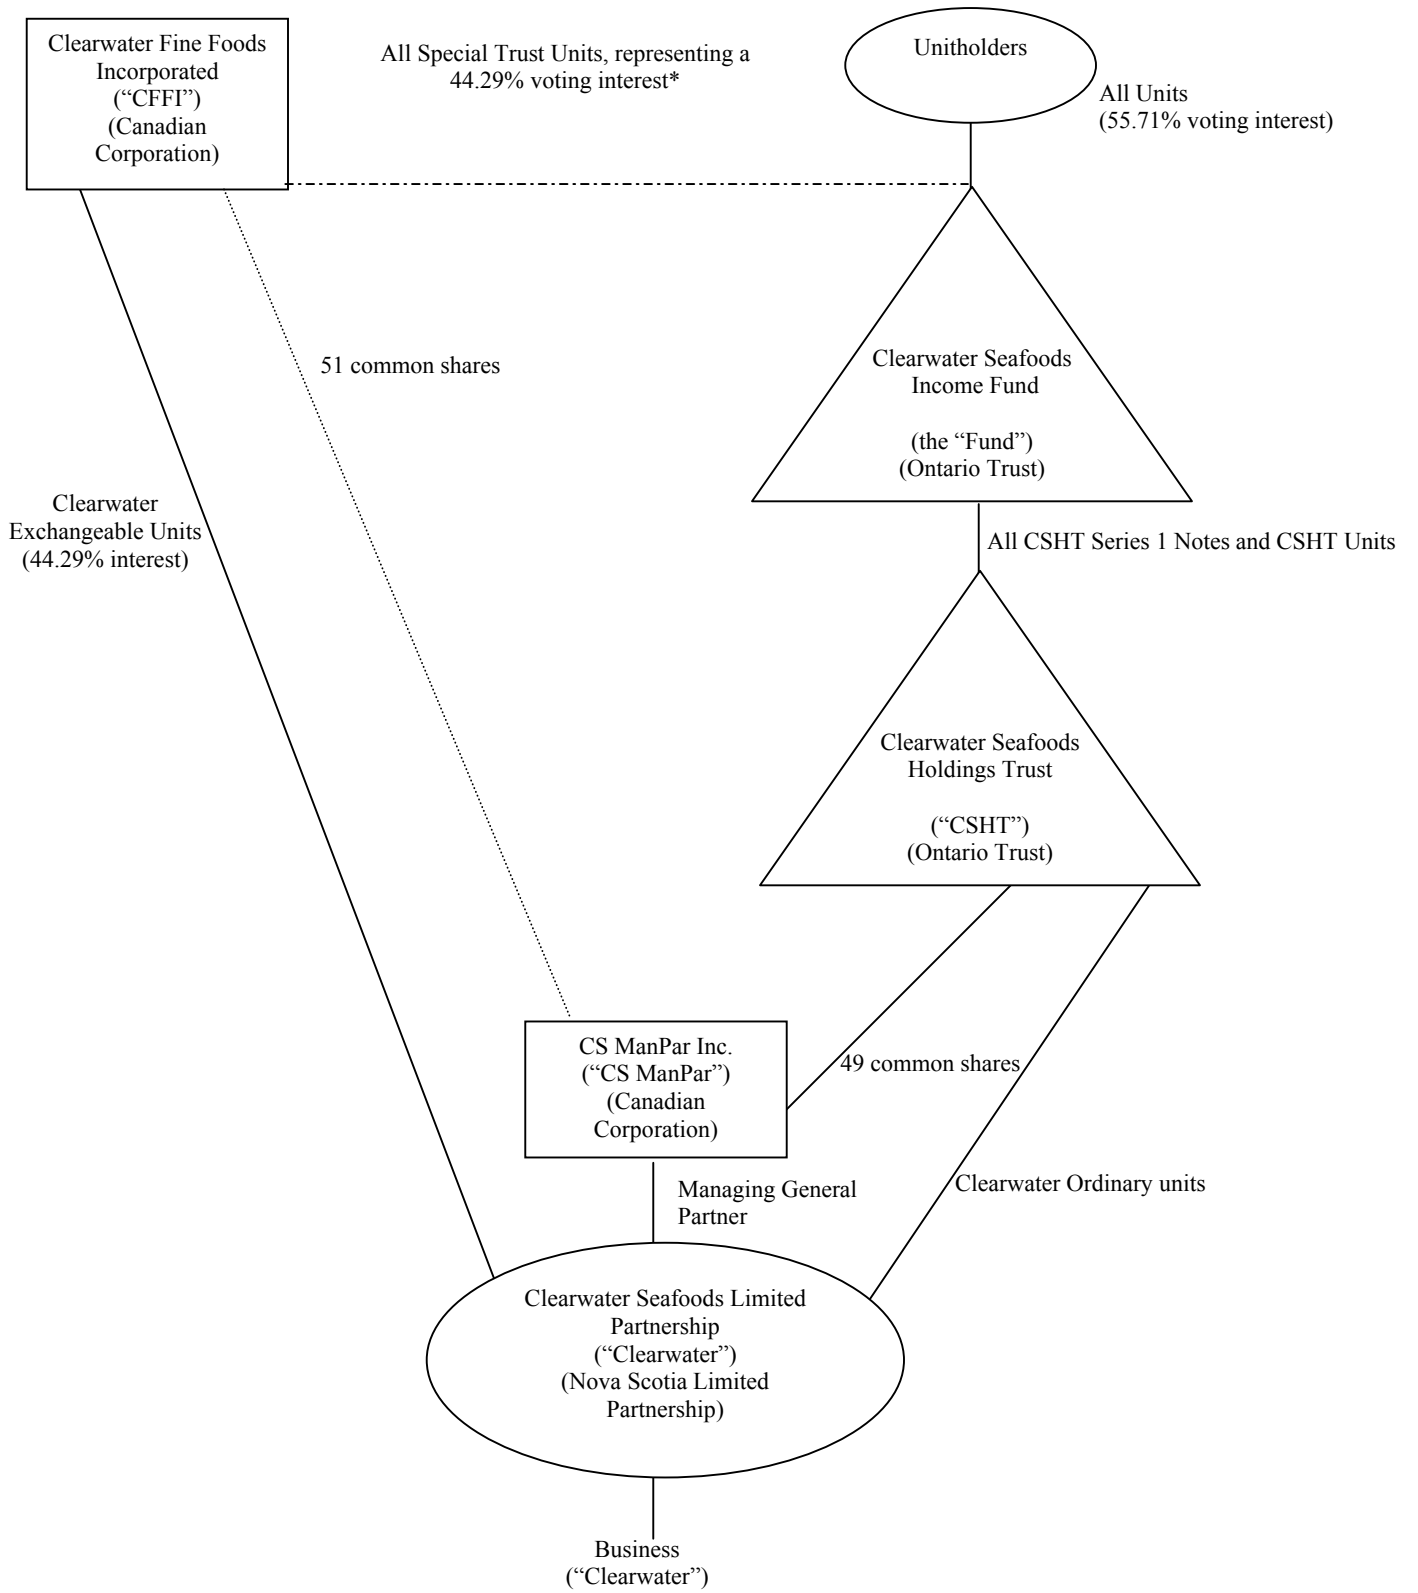 Clearwater Fine Foods
Incorporated
(“CFFI”)
(Canadian
Corporation)
All Special Trust Units, representing a
44.29% voting interest*
Unitholders
All Units
(55.71% voting interest)
51 common shares
Clearwater Seafoods
Income Fund
(the “Fund”)
(Ontario Trust)
Clearwater
Exchangeable Units
(44.29% interest)
All CSHT Series 1 Notes and CSHT Units
Clearwater Seafoods
Holdings Trust
(“CSHT”)
(Ontario Trust)
CS ManPar Inc.
(“CS ManPar”)
(Canadian
Corporation)
49 common shares
Managing General
Partner
Clearwater Ordinary units
Clearwater Seafoods Limited
Partnership
(“Clearwater”)
(Nova Scotia Limited
Partnership)
Business
(“Clearwater”)